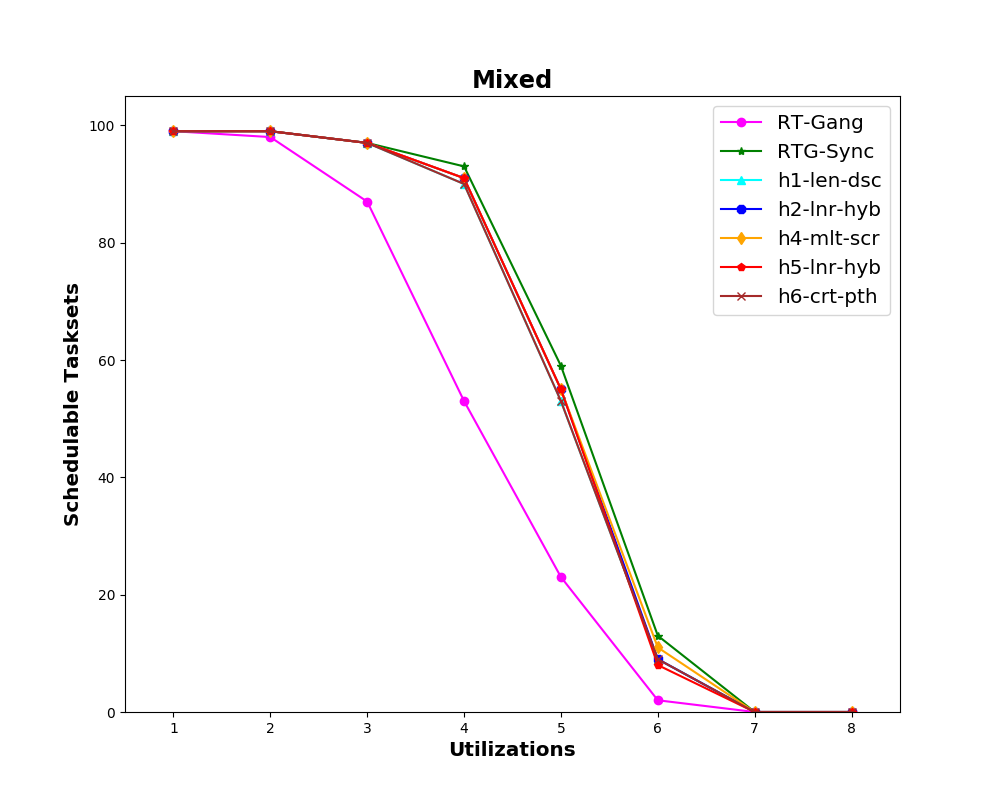 Mixed
RT-Gang
RTG-Sync
h1-len-dsc
h2-lnr-hyb
h4-mlt-scr
h5-lnr-hyb
h6-crt-pth
Schedulable Tasksets
100
80
60
40
20
0
1 2 3 4 5 6 7 8
Utilizations